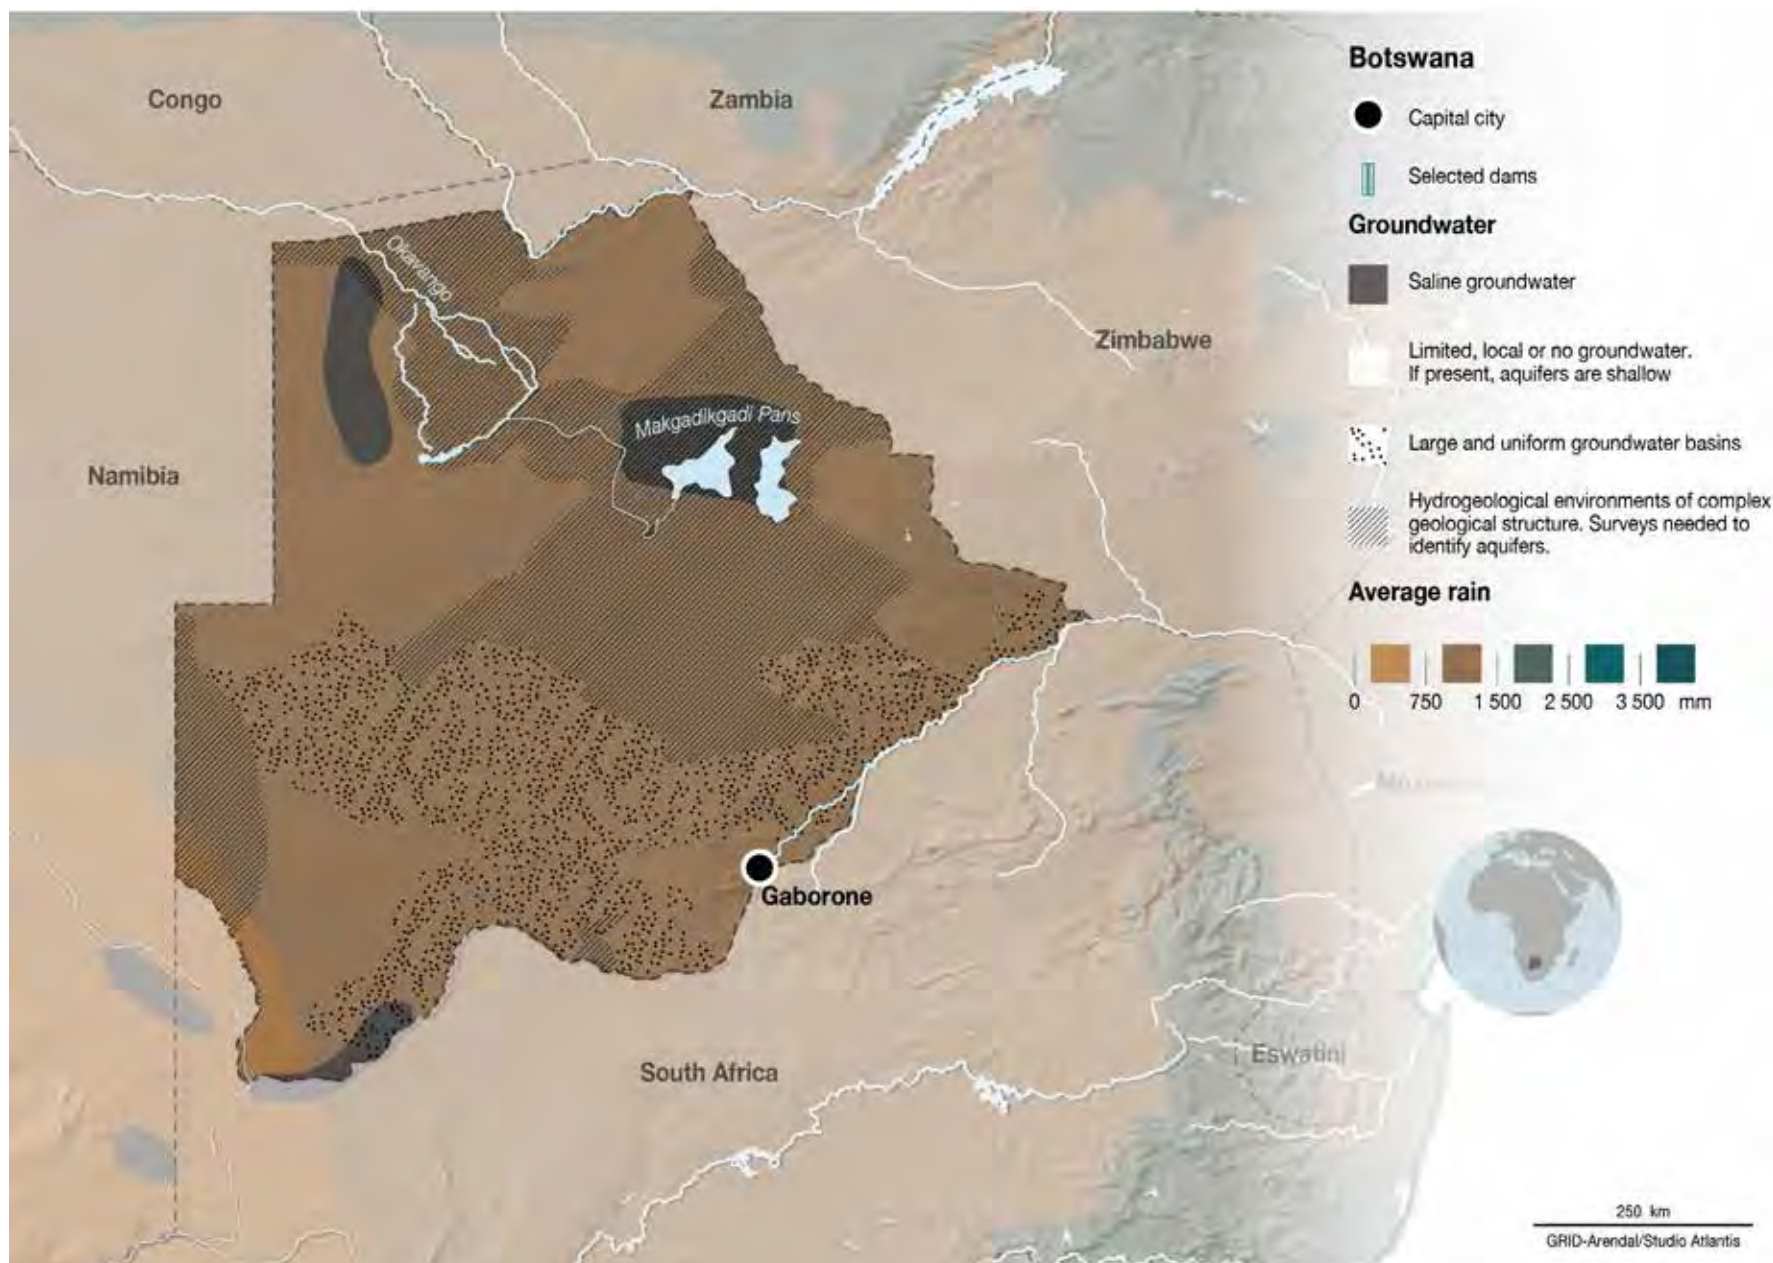 Congo
Zambia
Okavango
Zimbabwe
Makgadikgadi Pans
Namibia
Gaborone
South Africa
Eswatini
Botswana
Capital city
Selected dams
Groundwater
Saline groundwater
Limited, local or no groundwater.
If present, aquifers are shallow
Large and uniform groundwater basins
Hydrogeological environments of complex
geological structure. Surveys needed to
identify aquifers.
Average rain
0 750 1 500 2 500 3 500 mm
250 km
GRID-Arendal/Studio Atlantis